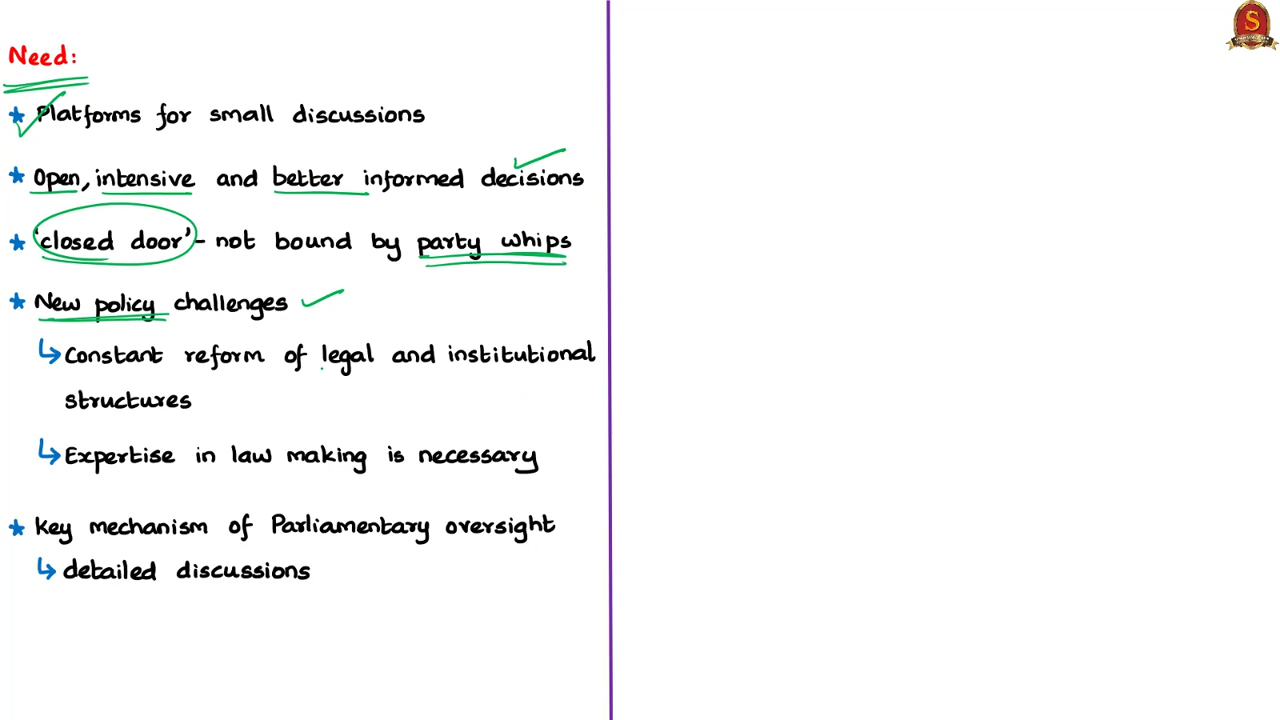 Need:
Platforms for small discussions
Open, intensive and better informed decisions
'closed door' - not bound by party whips
New policy challenges
Constant reform of legal and institutional
structures
Expertise in law making is necessary
key mechanism of Parliamentary oversight
detailed discussions
S